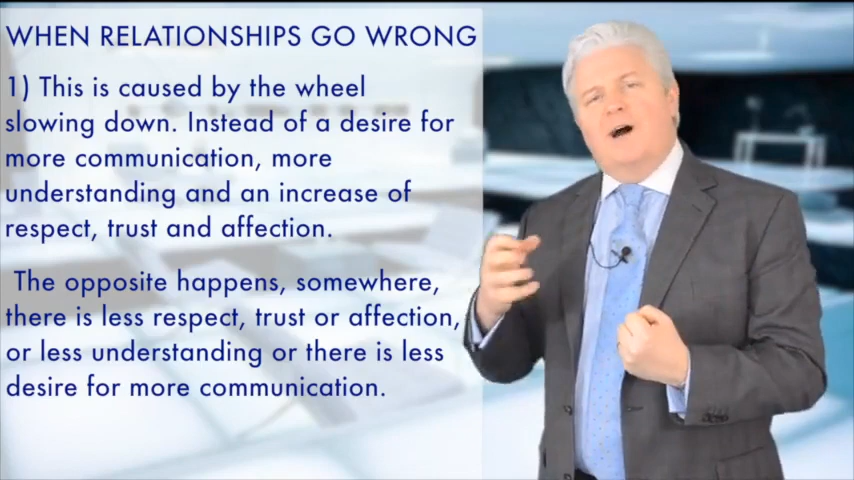 WHEN RELATIONSHIPS GO WRONG
1) This is caused by the wheel
slowing down. Instead of a desire for
more communication, more
understanding and an increase of
respect, trust and affection.
The opposite happens, somewhere,
there is less respect, trust or affection,
or less understanding or there is less
desire for more communication.